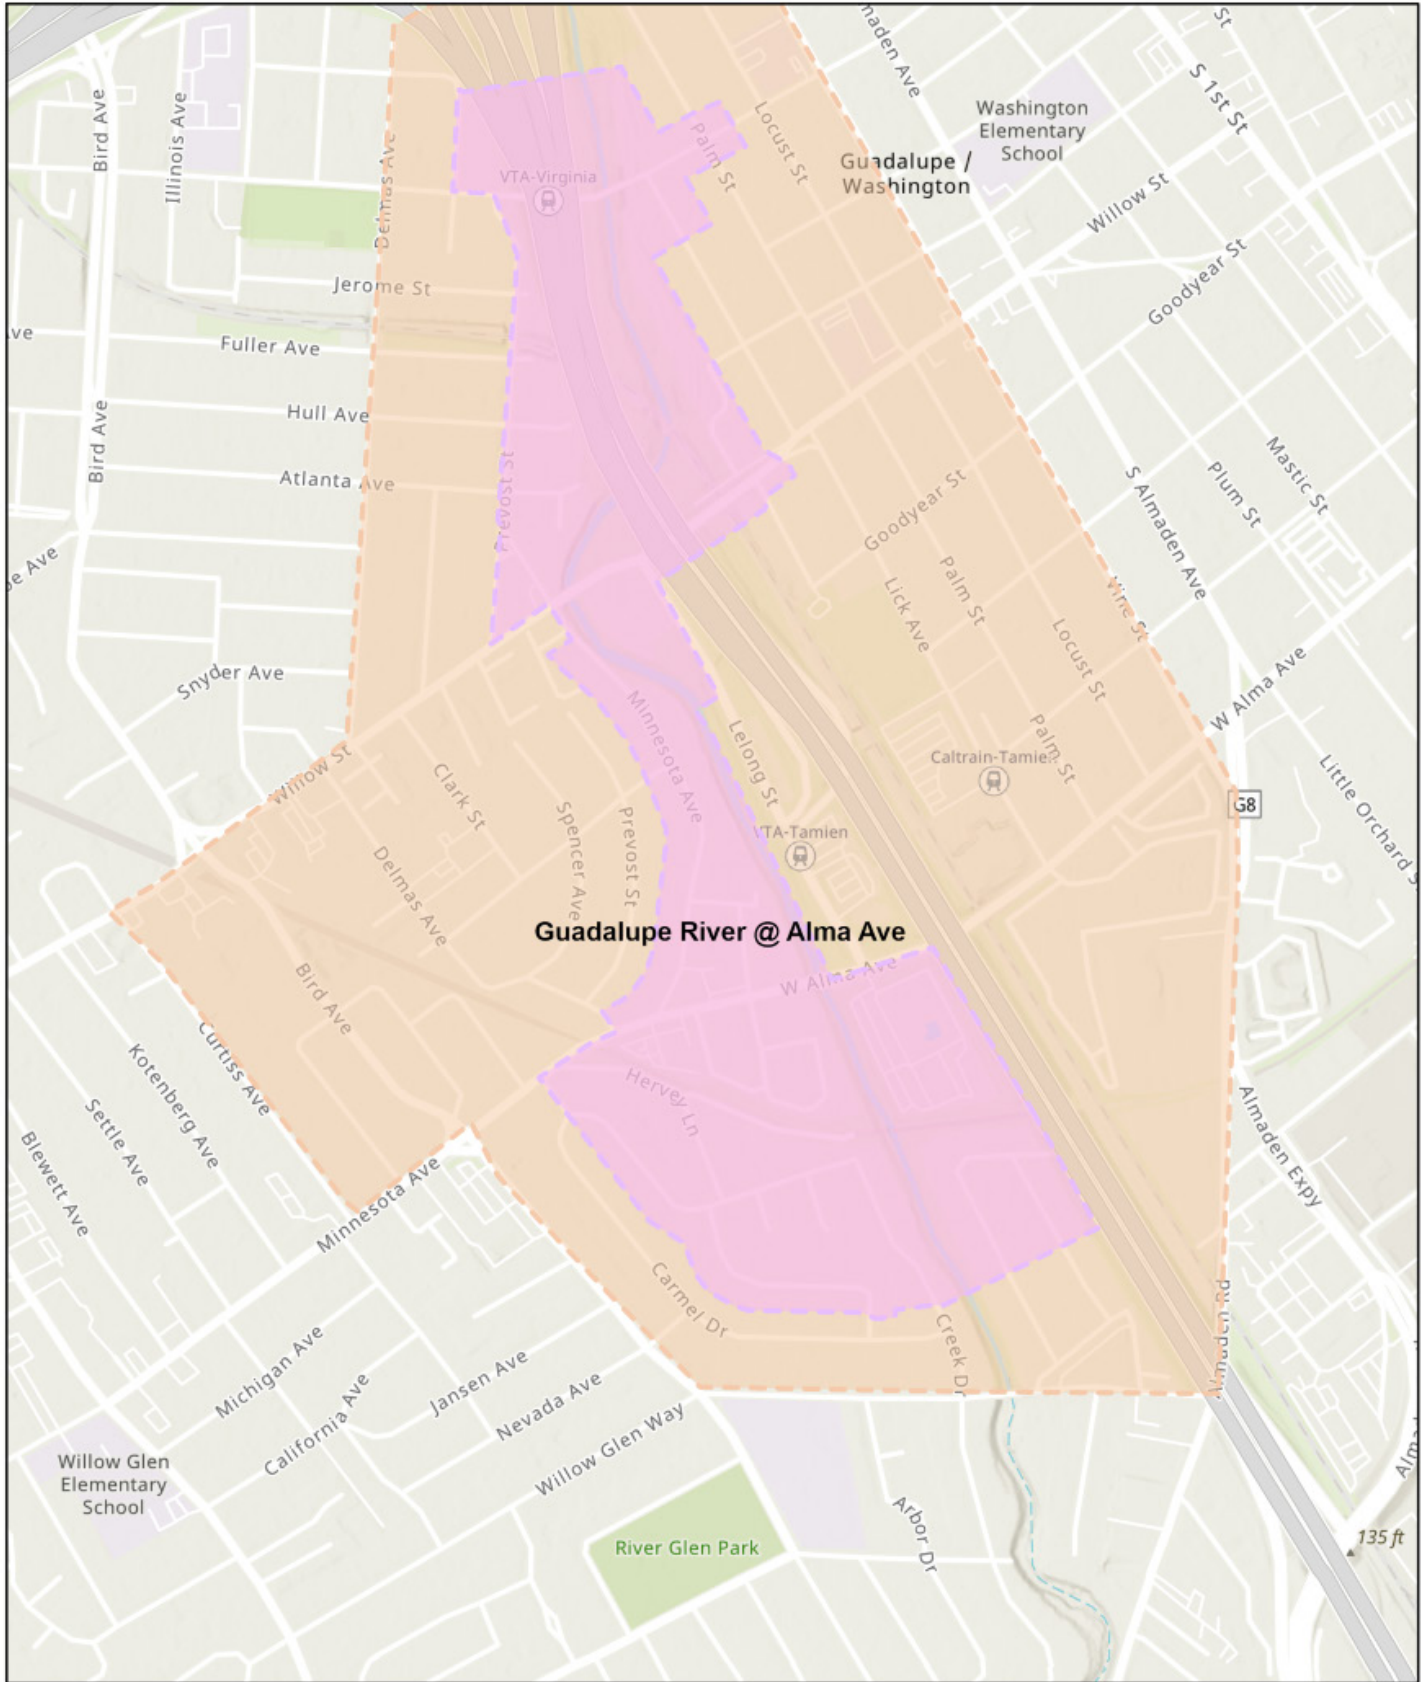 maden Ave
St
S 1st St
Washington
Elementary
School
Bird Ave
Illinois Ave
Delmas Ave
Palm St
Locust St
Guadalupe /
Washington
VTA-Virginia
Willow St
Goodyear St
Jerome St
ve
Fuller Ave
Hull Ave
Bird Ave
Atlanta Ave
Prevost St
Mastic St
Plum St
S Almaden Ave
Goodyear St
Palm St
Lick Ave
Vine St
Locust St
W Alma Ave
Snyder Ave
Minnesota Ave
Lelong St
Palm St
Caltrain-Tamien
Little Orchard S
Willow St
Clark St
Spencer Ave
Prevost St
VTA-Tamien
G8
Delmas Ave
Guadalupe River @ Alma Ave
W Alma Ave
Bird Ave
Curtiss Ave
Kotenberg Ave
Settle Ave
Blewett Ave
Hervey Ln
Almaden Expy
Minnesota Ave
Carmel Dr
Creek Dr
Almaden Rd
Michigan Ave
California Ave
Jansen Ave
Nevada Ave
Willow Glen Way
Willow Glen
Elementary
School
Arbor Dr
River Glen Park
135 ft